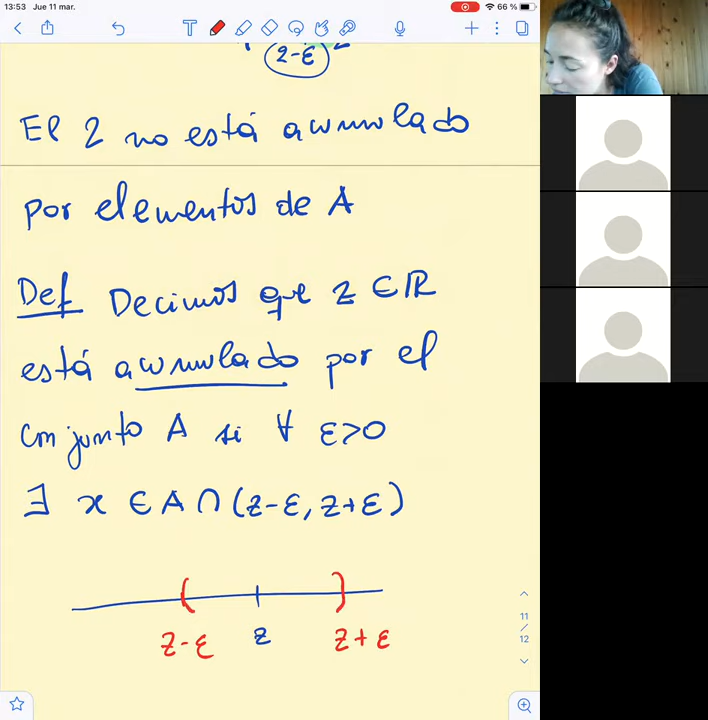 13:53 Jue 11 mar.
66 %
2-ε
El 2 no está acumulado
por elementos de A
Def Decimos que z ∈ ℝ
está acumulado por el
conjunto A si ∀ ε>0
∃ x ∈ A ∩ (z-ε, z+ε)
( )
z-ε z z+ε
11
/
12